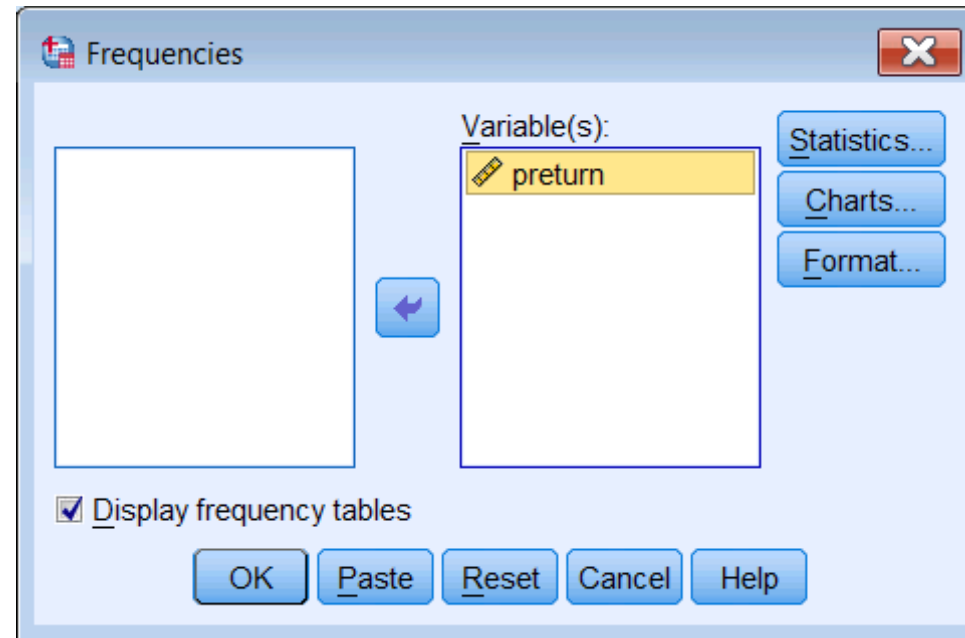 Frequencies
Variable(s):
preturn
Statistics...
Charts...
Format...
Display frequency tables
OK Paste Reset Cancel Help